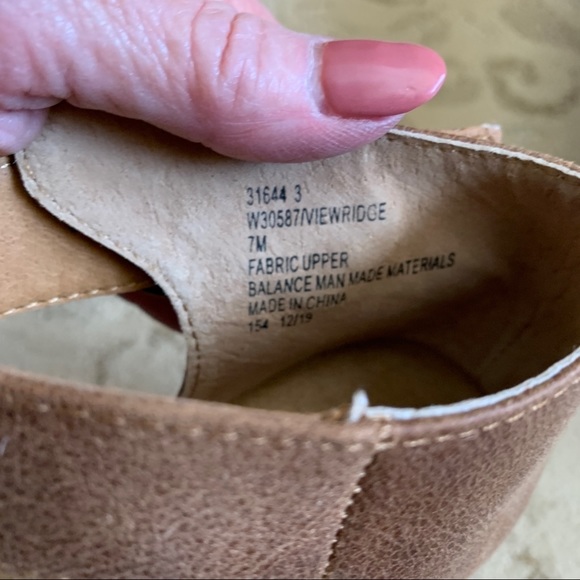 31644 3
W30587/VIEWRIDGE
7M
FABRIC UPPER
BALANCE MAN MADE MATERIALS
MADE IN CHINA
154 12/19